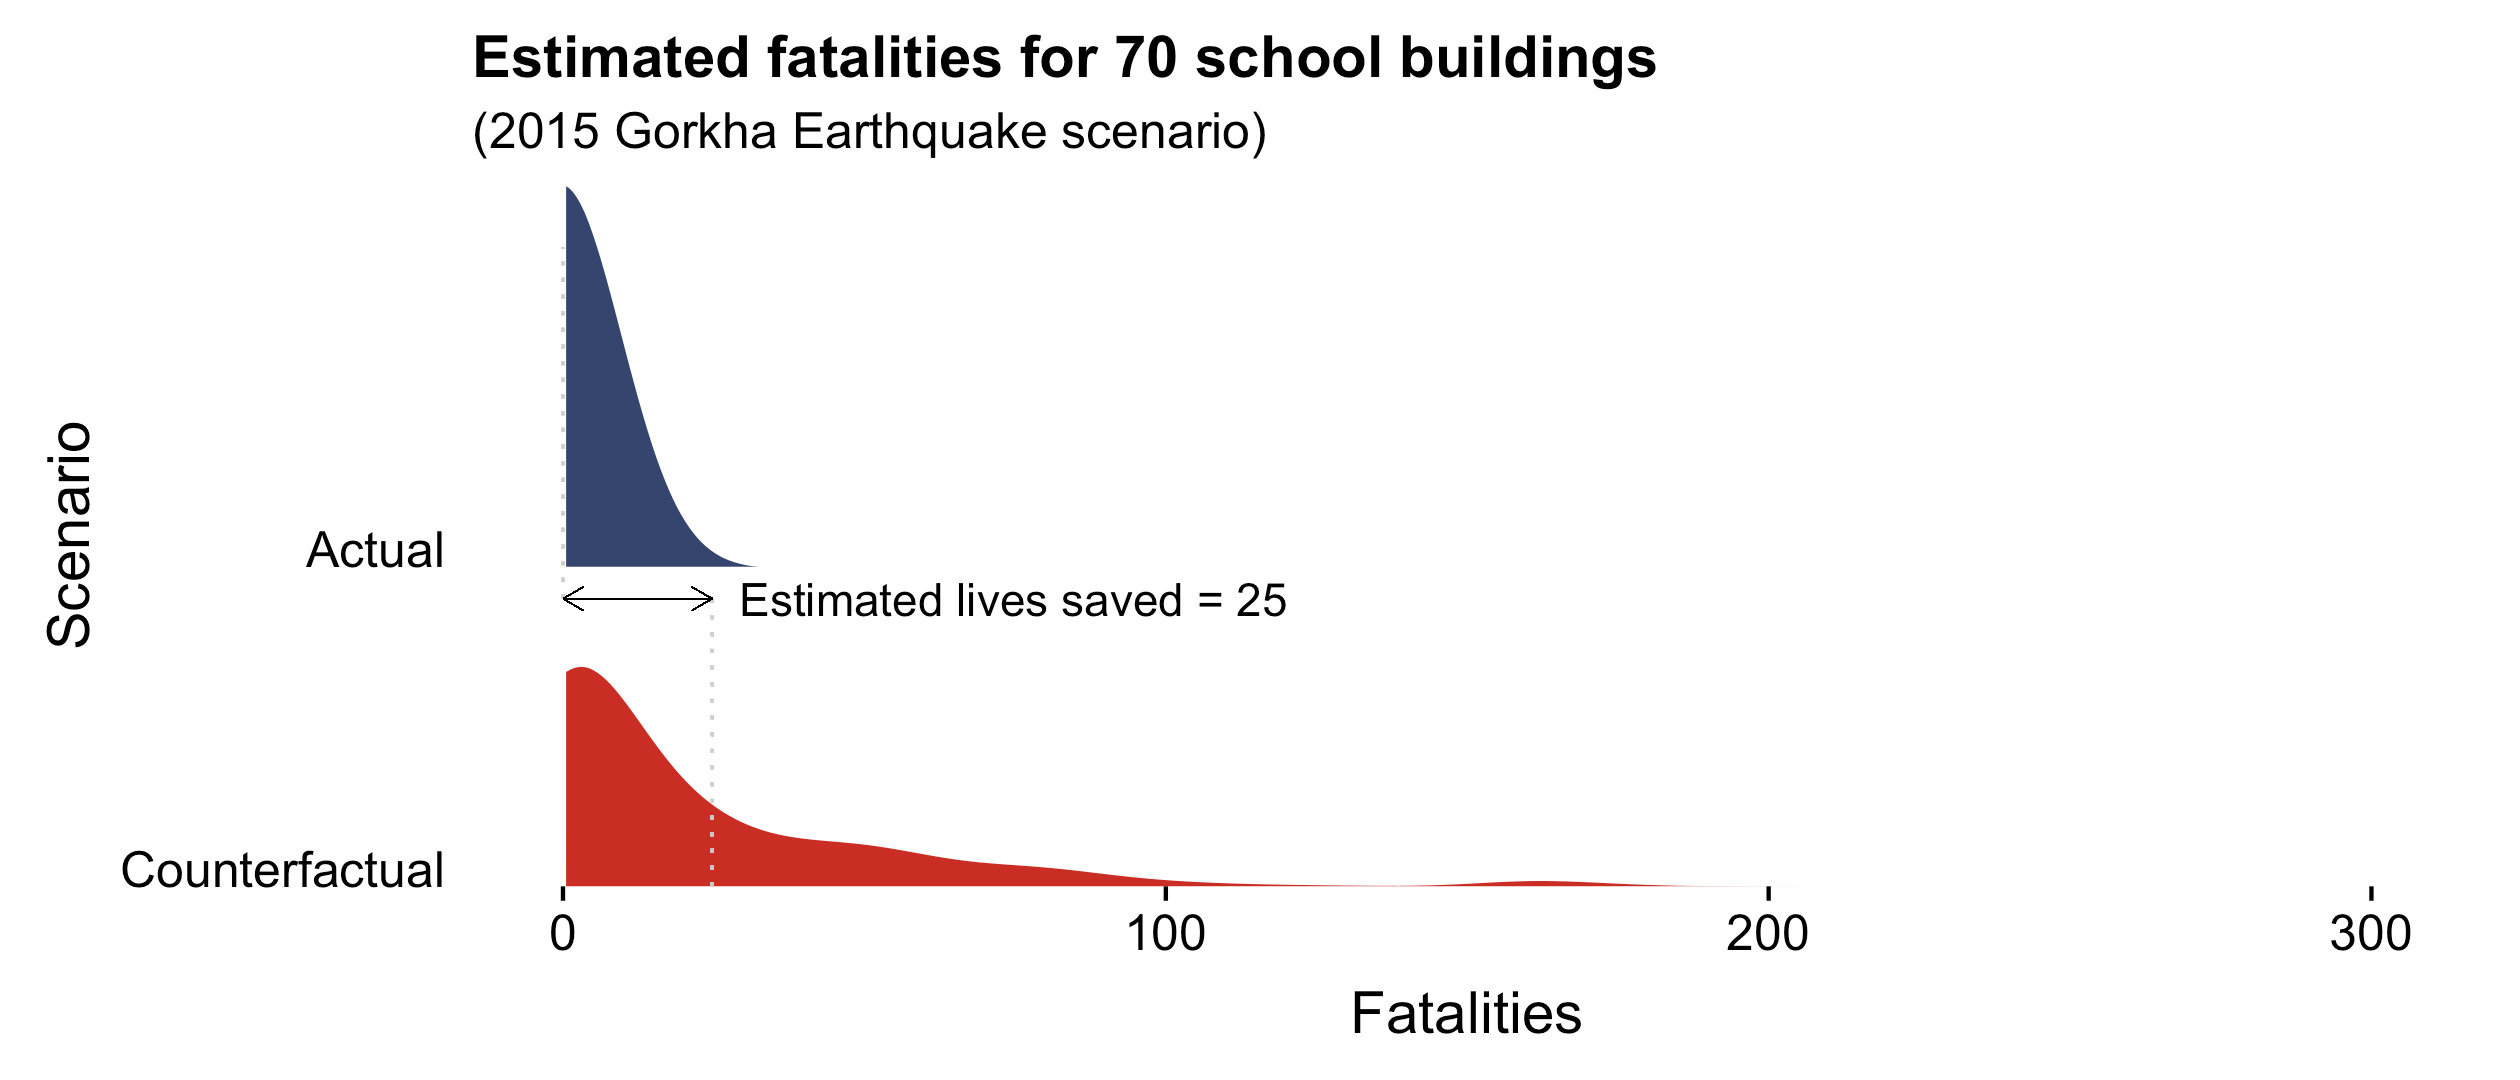 Estimated fatalities for 70 school buildings
(2015 Gorkha Earthquake scenario)
Scenario
Actual
Estimated lives saved = 25
Counterfactual
0 100 200 300
Fatalities